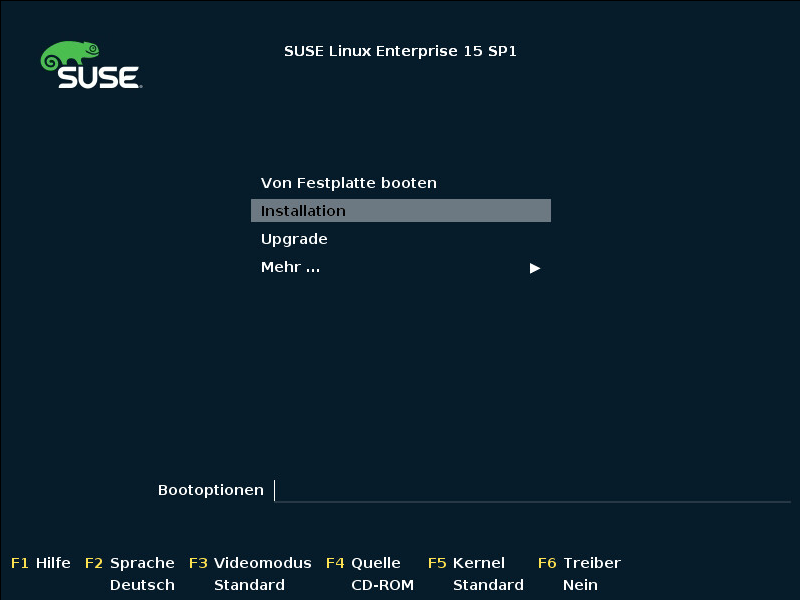 SUSE Linux Enterprise 15 SP1
SUSE
Von Festplatte booten
Installation
Upgrade
Mehr ...
Bootoptionen
F1 Hilfe F2 Sprache F3 Videomodus F4 Quelle F5 Kernel F6 Treiber
Deutsch Standard CD-ROM Standard Nein